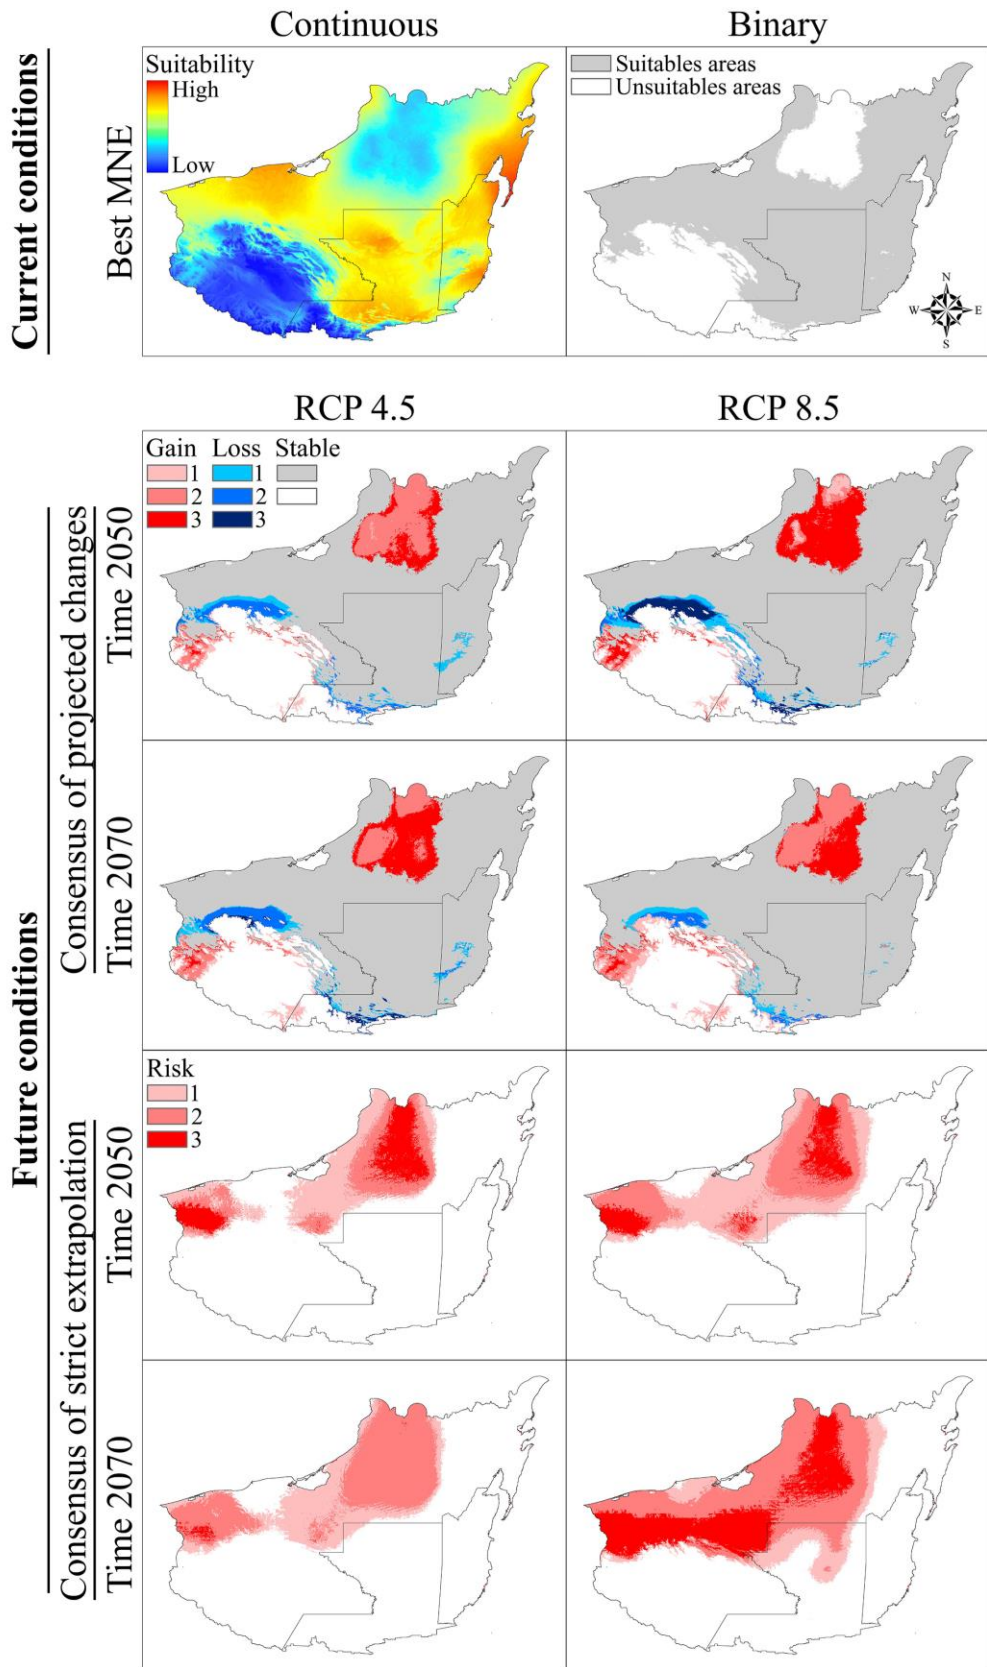 Continuous
Binary
Current conditions
Best MNE
Suitability
High
Low
Suitables areas
Unsuitables areas
N
W E
S
RCP 4.5
RCP 8.5
Future conditions
Consensus of projected changes
Time 2050
Gain Loss Stable
1 1
2 2
3 3
Time 2070
Consensus of strict extrapolation
Time 2050
Risk
1
2
3
Time 2070